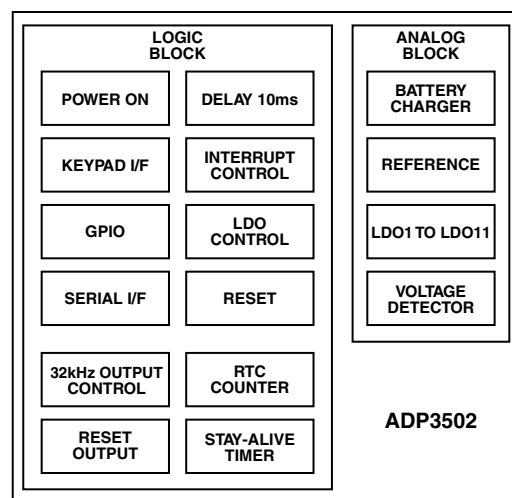 LOGIC
BLOCK
POWER ON
DELAY 10ms
KEYPAD I/F
INTERRUPT
CONTROL
GPIO
LDO
CONTROL
SERIAL I/F
RESET
32kHz OUTPUT
CONTROL
RTC
COUNTER
RESET
OUTPUT
STAY-ALIVE
TIMER
ANALOG
BLOCK
BATTERY
CHARGER
REFERENCE
LDO1 TO LDO11
VOLTAGE
DETECTOR
ADP3502